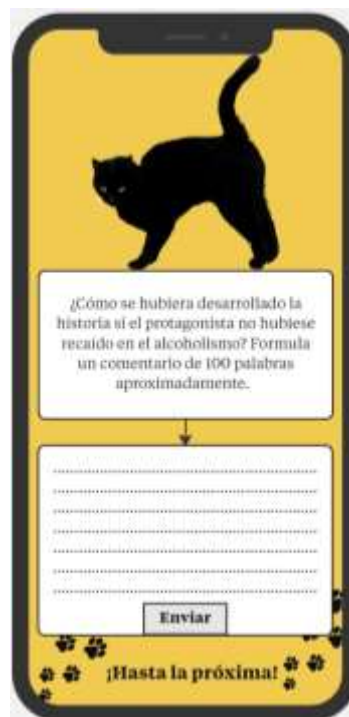 ¿Cómo se hubiera desarrollado la
historia si el protagonista no hubiese
recaído en el alcoholismo? Formula
un comentario de 100 palabras
aproximadamente.
Enviar
¡Hasta la próxima!